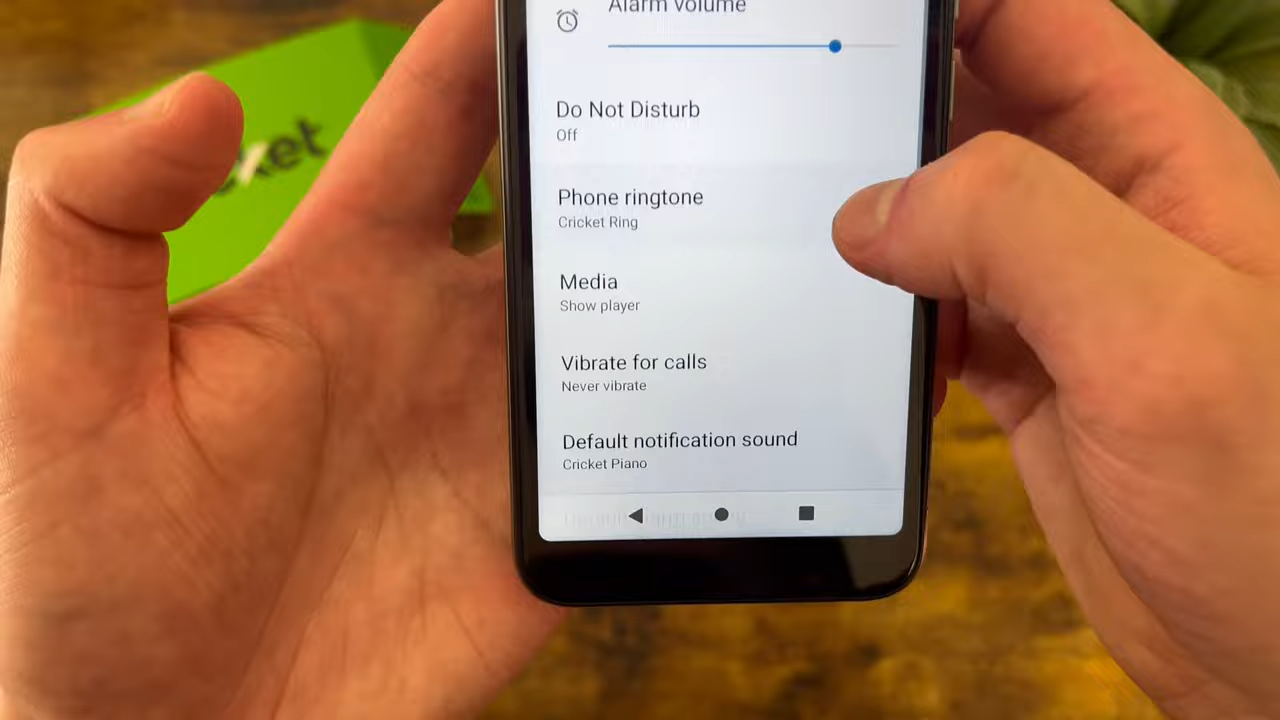 Alarm volume
Do Not Disturb
Off
Phone ringtone
Cricket Ring
Media
Show player
Vibrate for calls
Never vibrate
Default notification sound
Cricket Piano